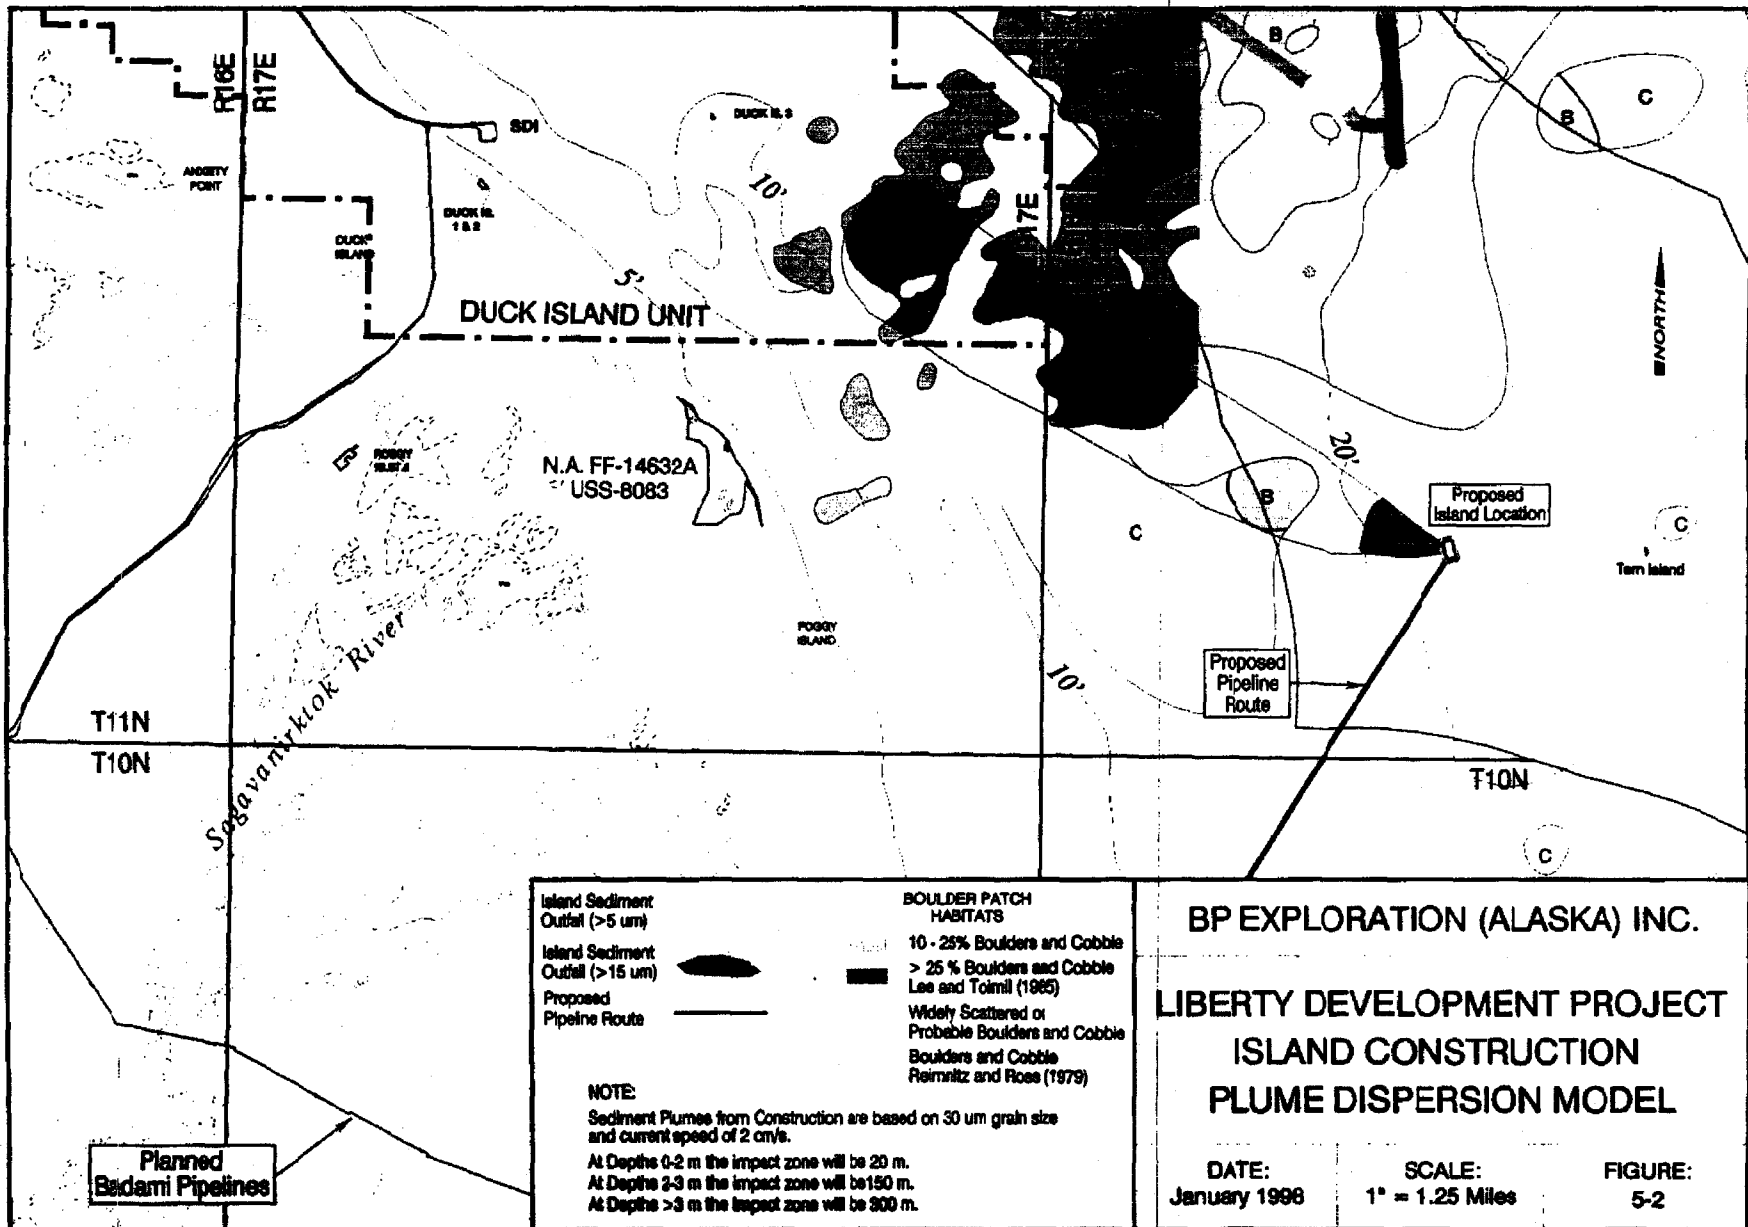 R16E
R17E
SDI
DUCK IS. 3
B
C
B
ANXIETY
POINT
10'
DUCK IS.
1 & 2
17E
DUCK
ISLAND
5'
NORTH
DUCK ISLAND UNIT
20'
FOGGY
N.A. FF-14632A
USS-8083
B
Proposed
Island Location
C
C
Tern Island
Sagavanirktok River
FOGGY
ISLAND
10'
Proposed
Pipeline
Route
T11N
T10N
T10N
C
Island Sediment
Outfall (>5 um)
Island Sediment
Outfall (>15 um)
Proposed
Pipeline Route
BOULDER PATCH
HABITATS
10 - 25% Boulders and Cobble
> 25 % Boulders and Cobble
Lee and Toimil (1985)
Widely Scattered or
Probable Boulders and Cobble
Boulders and Cobble
Reimnitz and Ross (1979)
NOTE:
Sediment Plumes from Construction are based on 30 um grain size
and current speed of 2 cm/s.
At Depths 0-2 m the impact zone will be 20 m.
At Depths 2-3 m the impact zone will be 150 m.
At Depths >3 m the impact zone will be 300 m.
BP EXPLORATION (ALASKA) INC.
LIBERTY DEVELOPMENT PROJECT
ISLAND CONSTRUCTION
PLUME DISPERSION MODEL
DATE:
January 1998
SCALE:
1" = 1.25 Miles
FIGURE:
5-2
Planned
Badami Pipelines